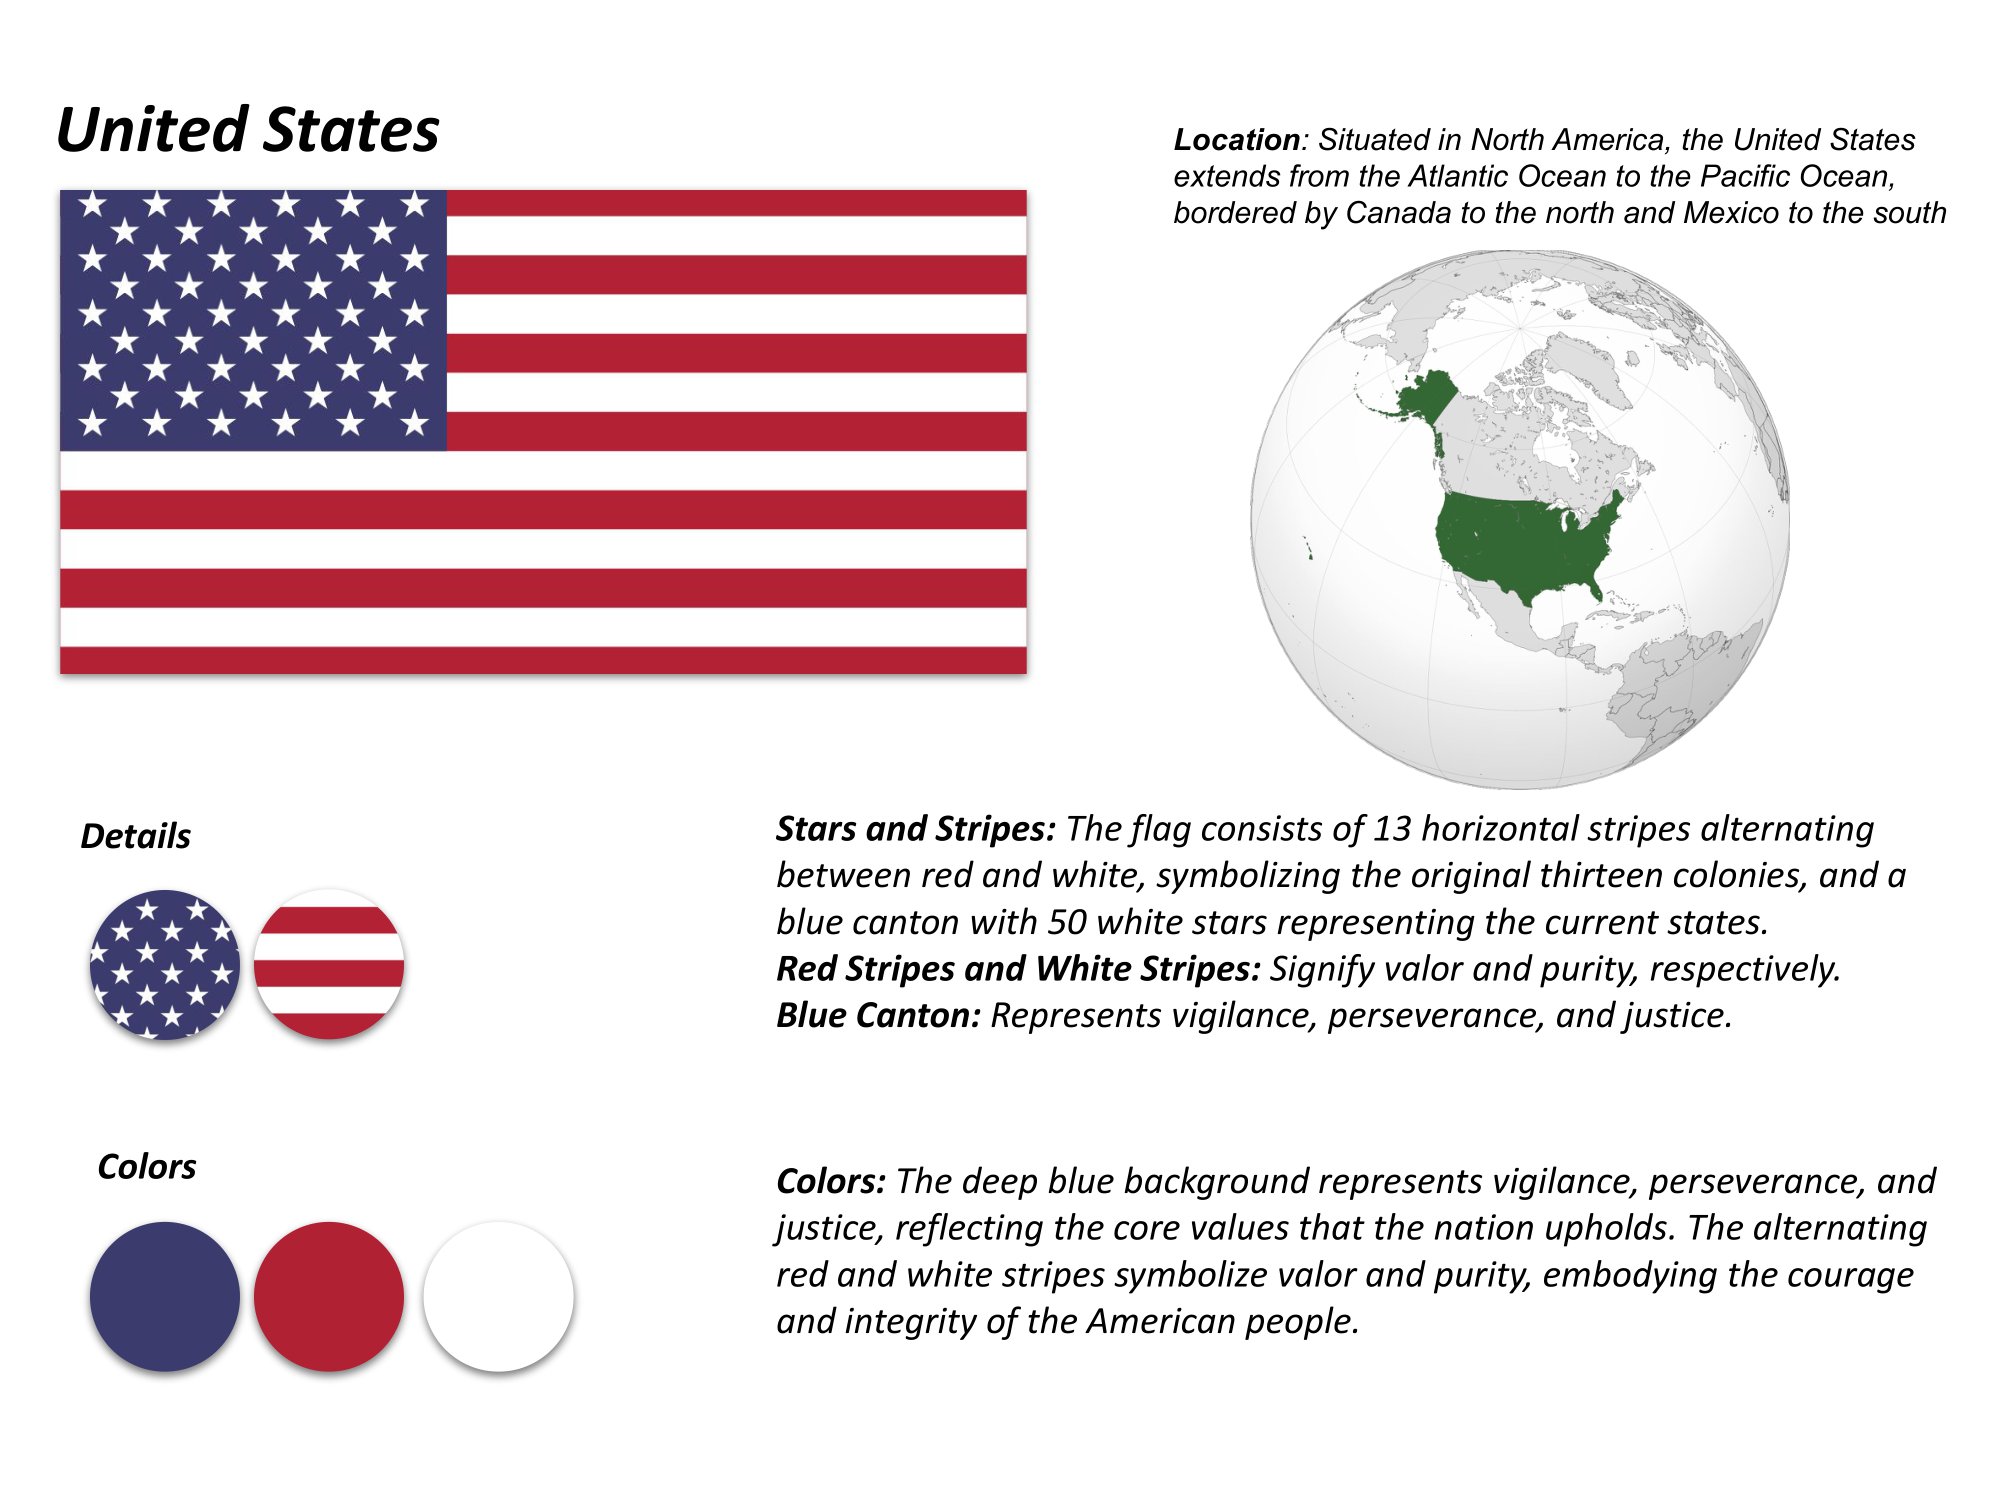 United States
Location: Situated in North America, the United States
extends from the Atlantic Ocean to the Pacific Ocean,
bordered by Canada to the north and Mexico to the south
Details
Stars and Stripes: The flag consists of 13 horizontal stripes alternating
between red and white, symbolizing the original thirteen colonies, and a
blue canton with 50 white stars representing the current states.
Red Stripes and White Stripes: Signify valor and purity, respectively.
Blue Canton: Represents vigilance, perseverance, and justice.
Colors
Colors: The deep blue background represents vigilance, perseverance, and
justice, reflecting the core values that the nation upholds. The alternating
red and white stripes symbolize valor and purity, embodying the courage
and integrity of the American people.